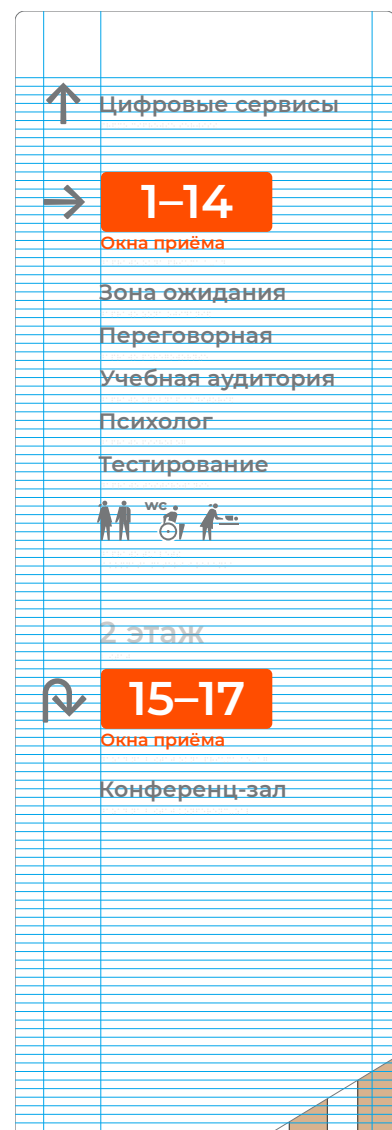 Цифровые сервисы
1–14
Окна приёма
Зона ожидания
Переговорная
Учебная аудитория
Психолог
Тестирование
WC
2 этаж
15–17
Окна приёма
Конференц-зал